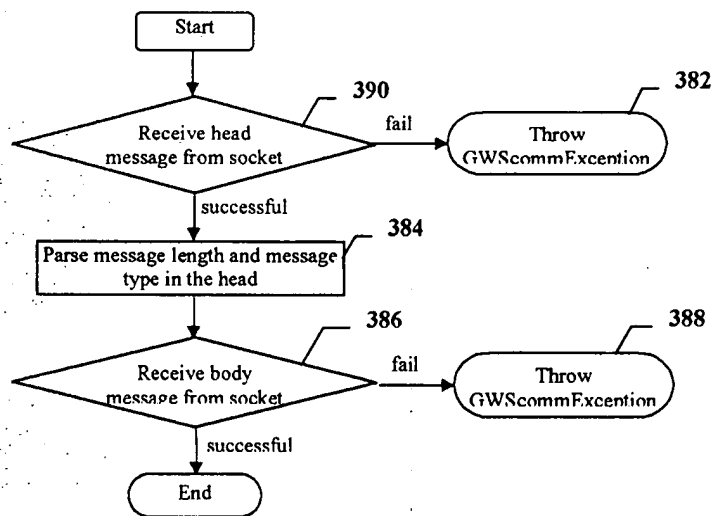 Start
390
382
Receive head
message from socket
fail
Throw
GWScommException
successful
384
Parse message length and message
type in the head
386
388
Receive body
message from socket
fail
Throw
GWScommException
successful
End